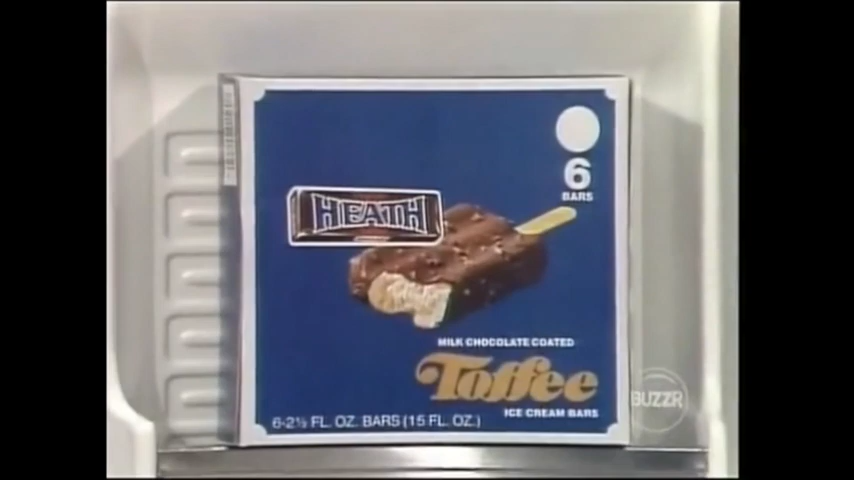 6
BARS
HEATH
MILK CHOCOLATE COATED
Toffee
ICE CREAM BARS
6-2½ FL. OZ. BARS (15 FL. OZ.)
BUZZR